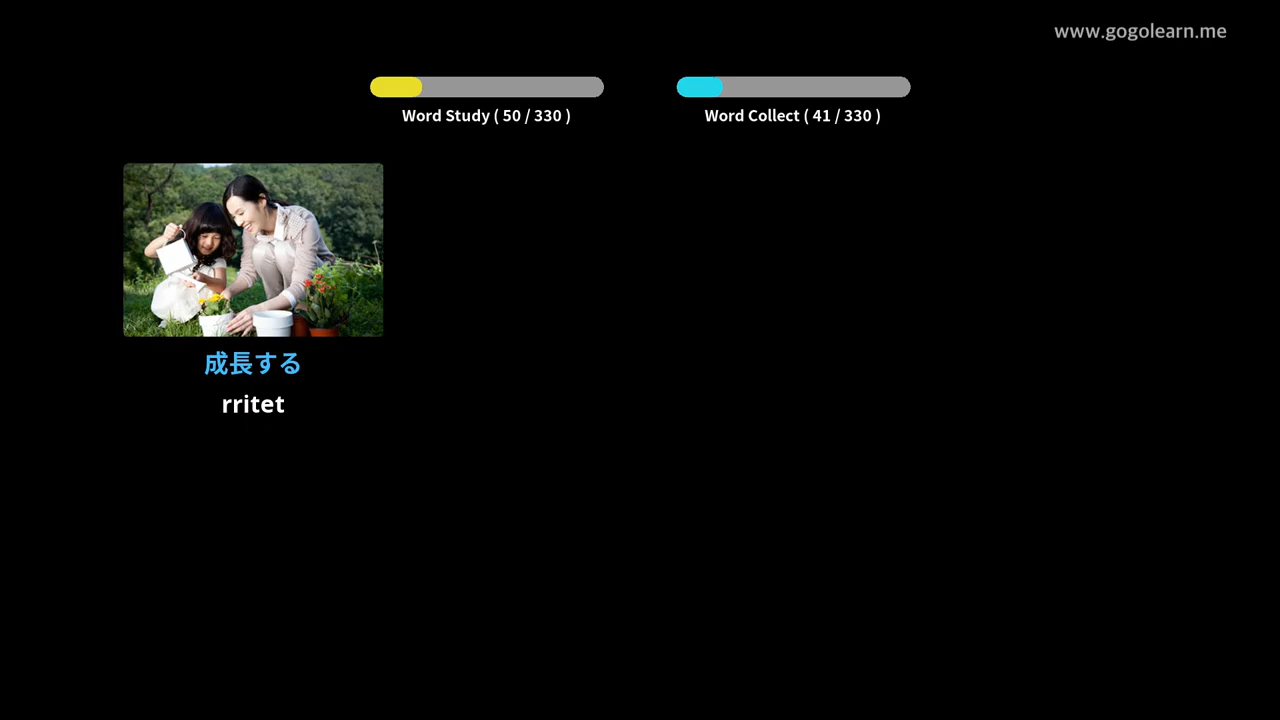 www.gogolearn.me
Word Study ( 50 / 330 )
Word Collect ( 41 / 330 )
成長する
rritet